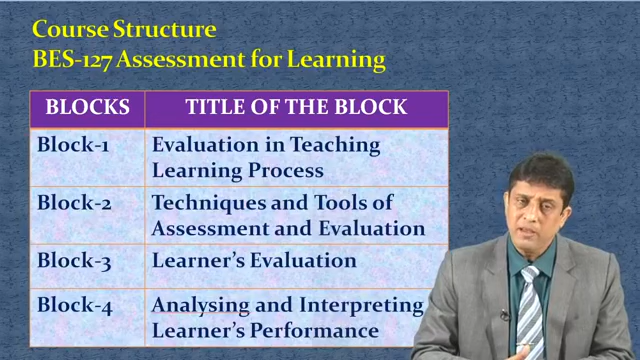 Course Structure
BES-127 Assessment for Learning
BLOCKS TITLE OF THE BLOCK
Block-1 Evaluation in Teaching
Learning Process
Block-2 Techniques and Tools of
Assessment and Evaluation
Block-3 Learner's Evaluation
Block-4 Analysing and Interpreting
Learner's Performance